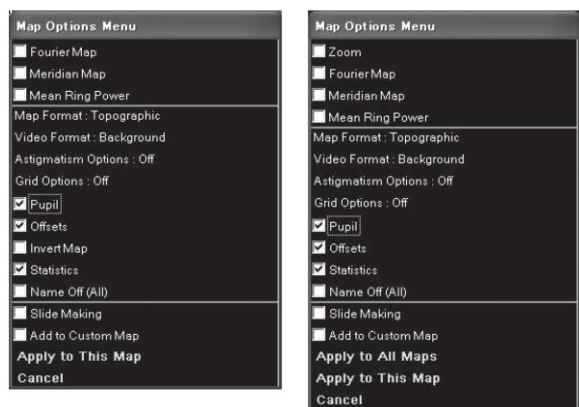 Map Options Menu
Fourier Map
Meridian Map
Mean Ring Power
Map Format : Topographic
Video Format : Background
Astigmatism Options : Off
Grid Options : Off
Pupil
Offsets
Invert Map
Statistics
Name Off (All)
Slide Making
Add to Custom Map
Apply to This Map
Cancel
Map Options Menu
Zoom
Fourier Map
Meridian Map
Mean Ring Power
Map Format : Topographic
Video Format : Background
Astigmatism Options : Off
Grid Options : Off
Pupil
Offsets
Statistics
Name Off (All)
Slide Making
Add to Custom Map
Apply to All Maps
Apply to This Map
Cancel